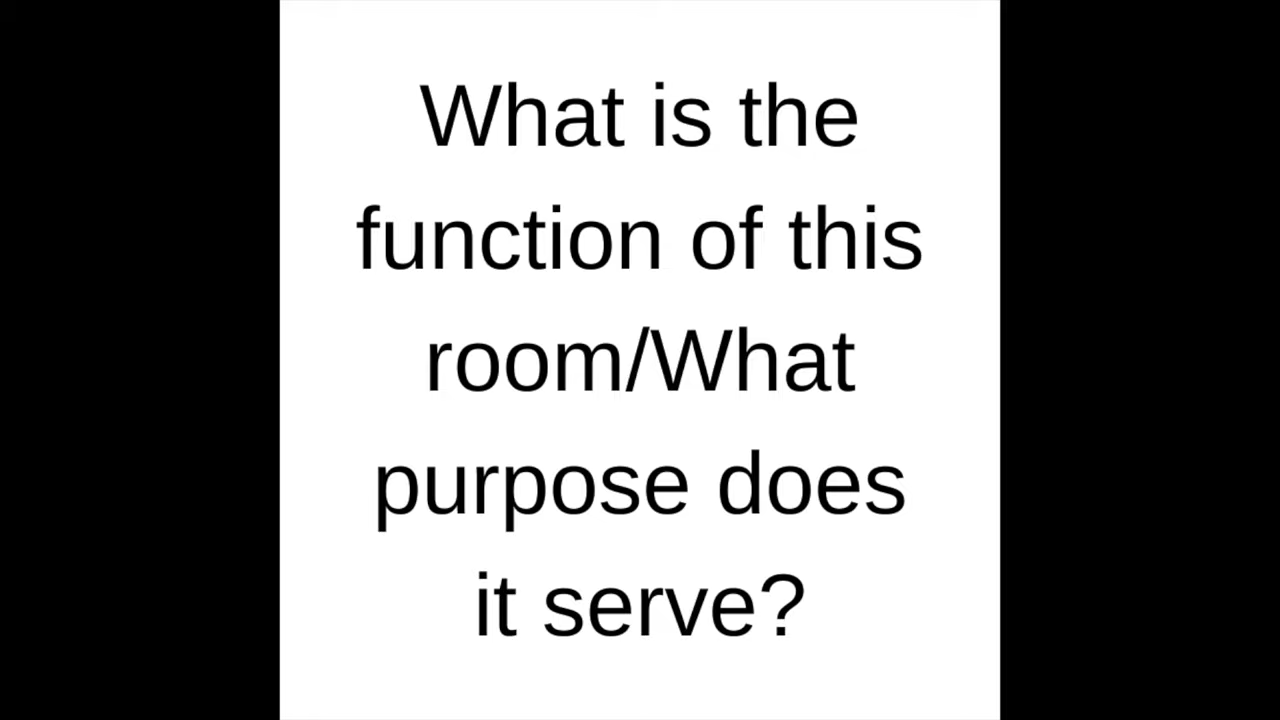 What is the
function of this
room/What
purpose does
it serve?